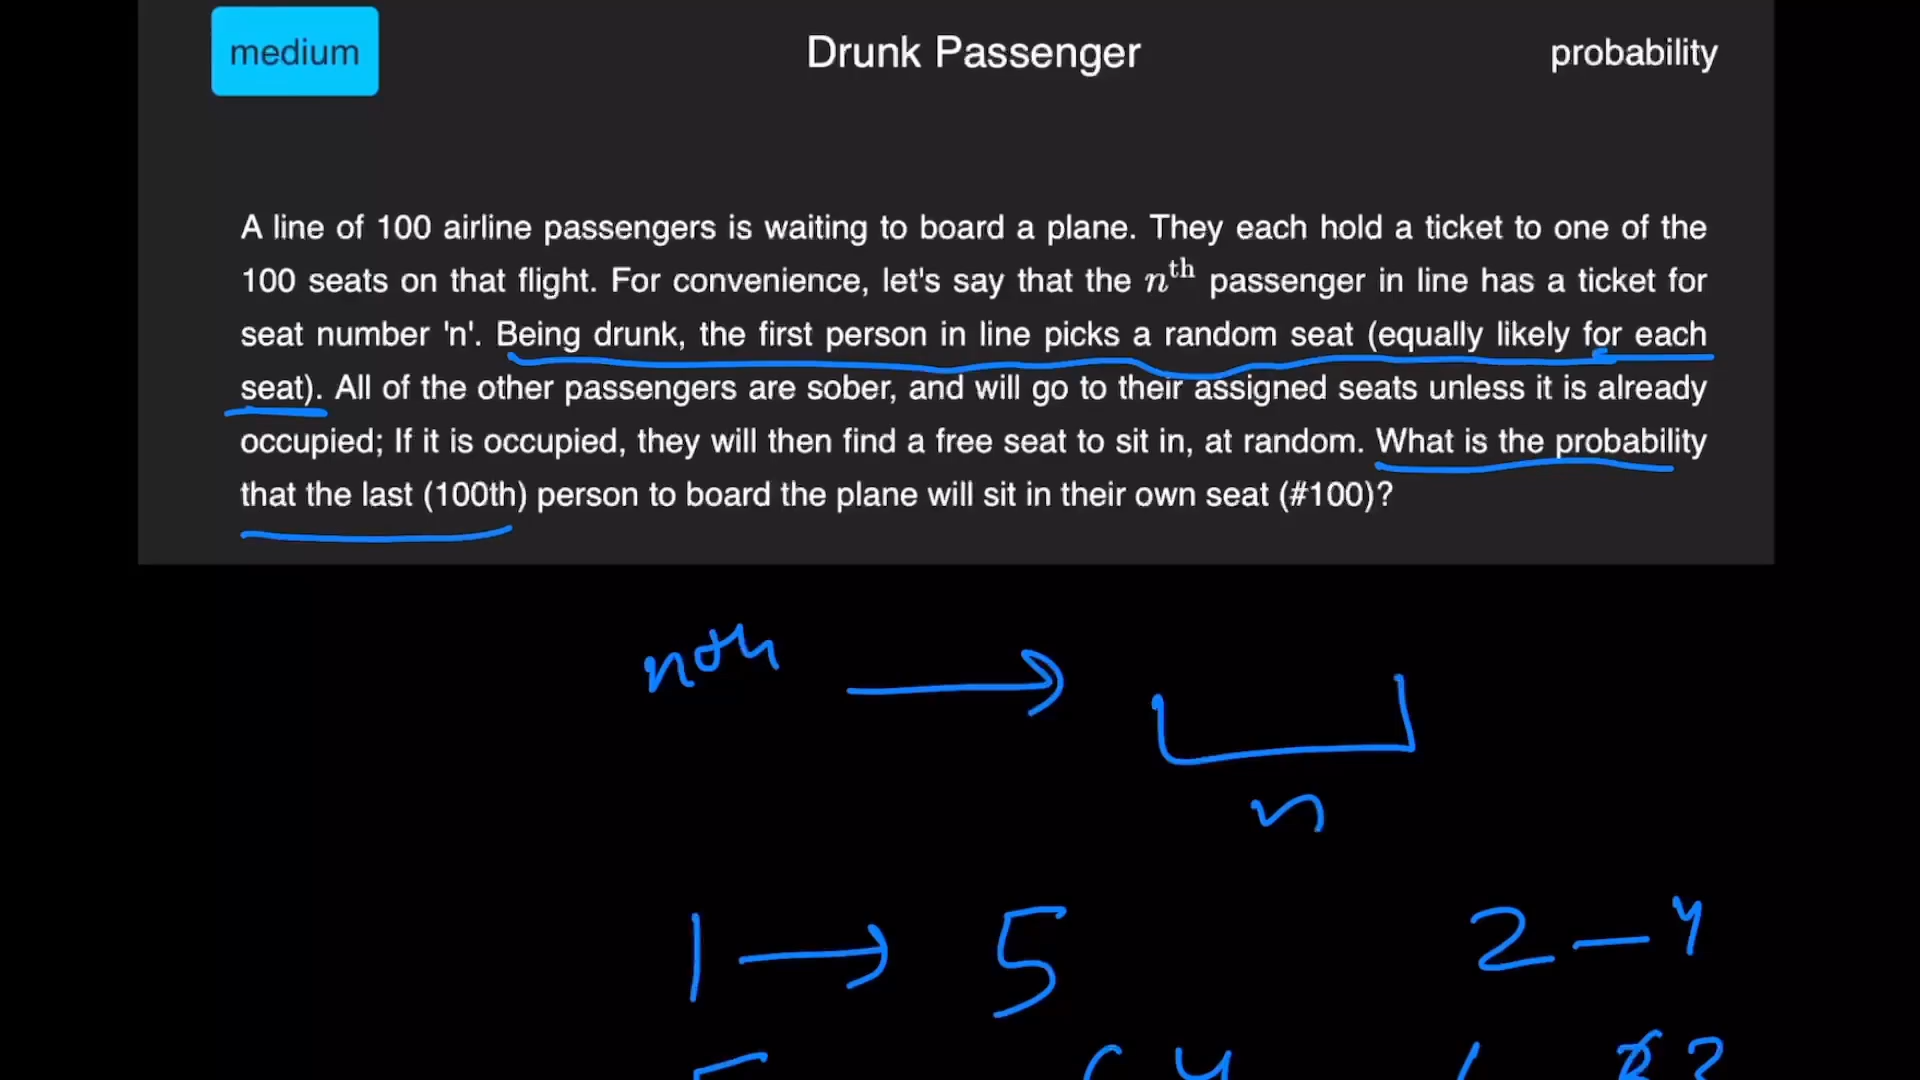 medium Drunk Passenger probability
A line of 100 airline passengers is waiting to board a plane. They each hold a ticket to one of the
100 seats on that flight. For convenience, let's say that the nth passenger in line has a ticket for
seat number 'n'. Being drunk, the first person in line picks a random seat (equally likely for each
seat). All of the other passengers are sober, and will go to their assigned seats unless it is already
occupied; If it is occupied, they will then find a free seat to sit in, at random. What is the probability
that the last (100th) person to board the plane will sit in their own seat (#100)?
nth →
n
1 → 5 2 – 4